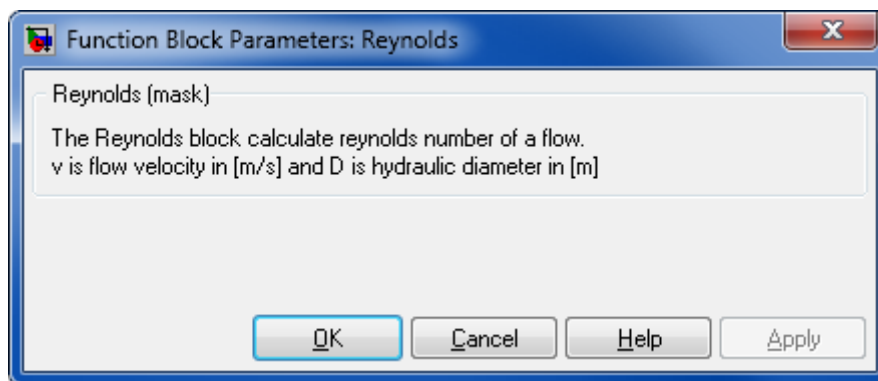 Function Block Parameters: Reynolds
Reynolds (mask)
The Reynolds block calculate reynolds number of a flow.
v is flow velocity in [m/s] and D is hydraulic diameter in [m]
OK Cancel Help Apply